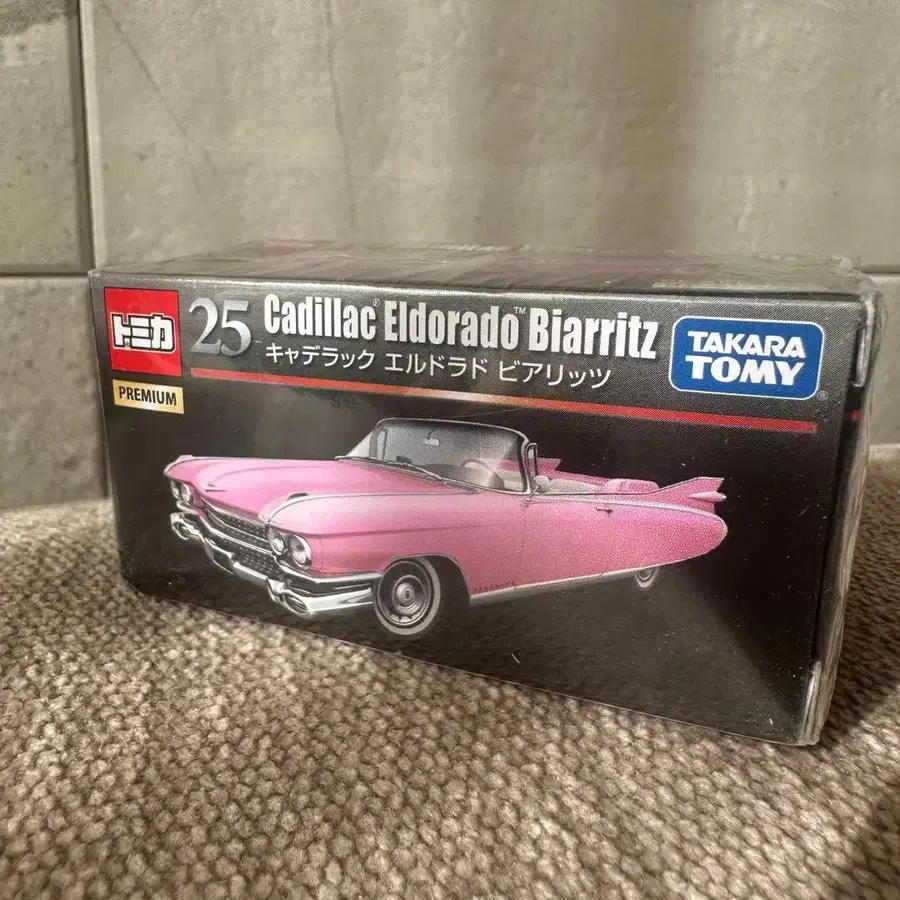 トミカ
PREMIUM
25
Cadillac® Eldorado™ Biarritz
キャデラック エルドラド ビアリッツ
TAKARA
TOMY®